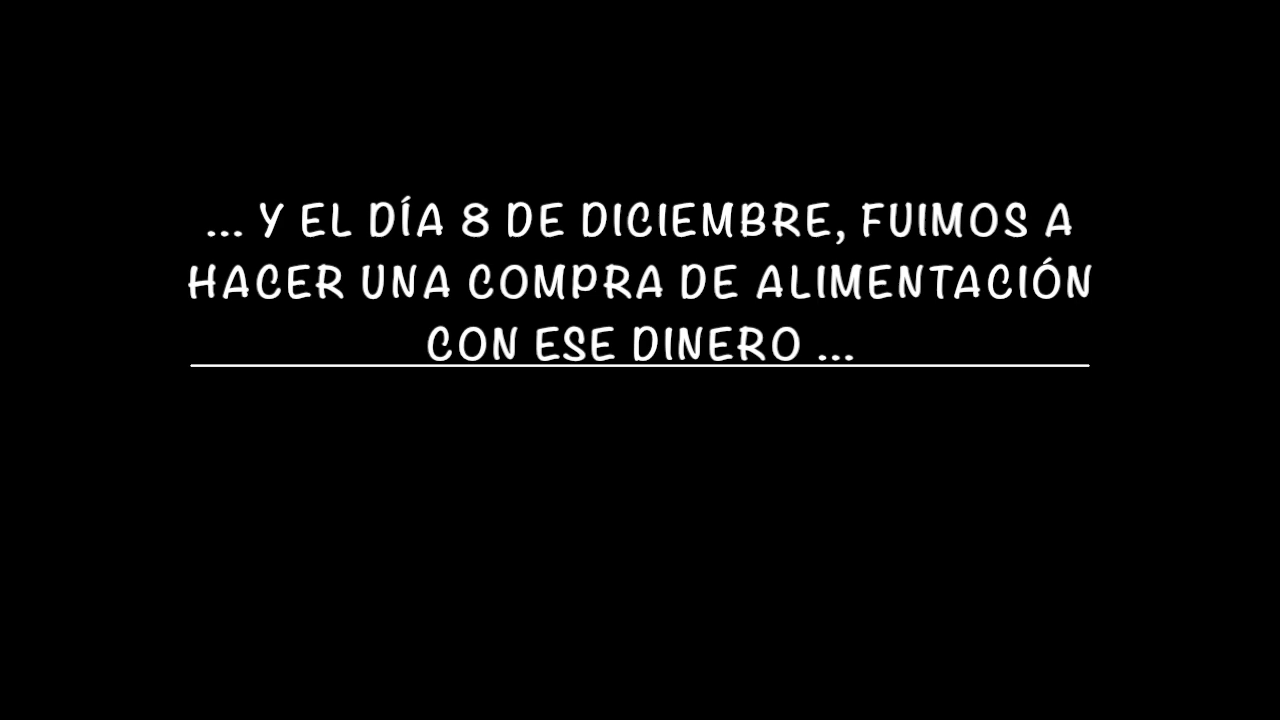 ... Y EL DÍA 8 DE DICIEMBRE, FUIMOS A
HACER UNA COMPRA DE ALIMENTACIÓN
CON ESE DINERO ...